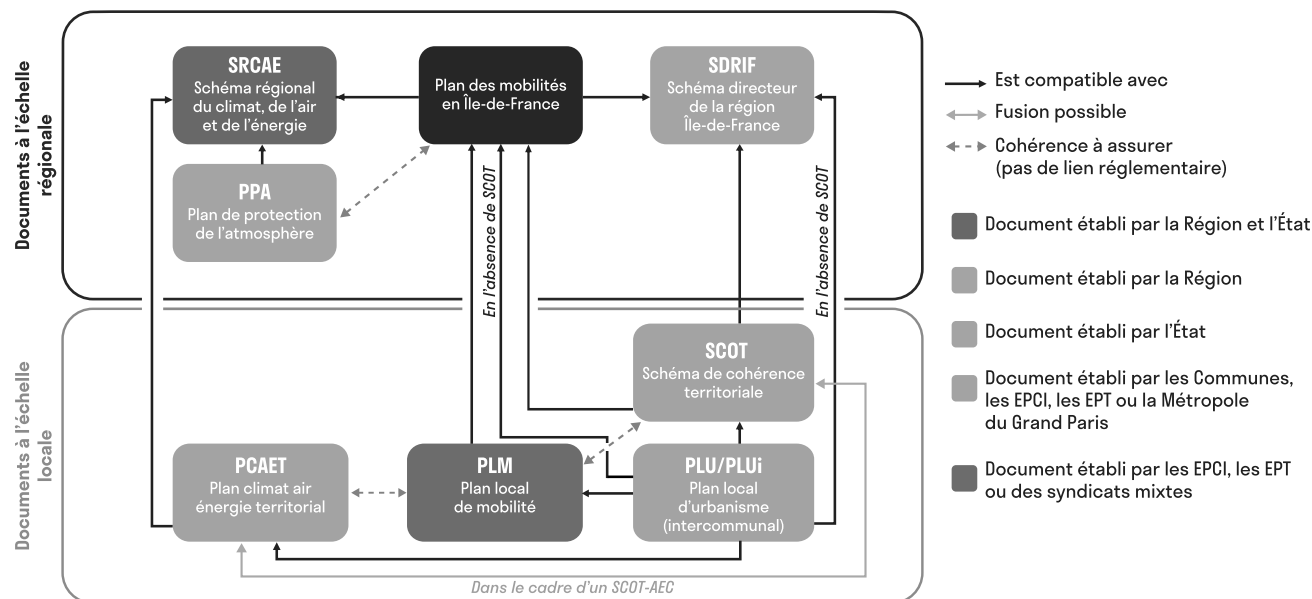 Documents à l'échelle
régionale
SRCAE
Schéma régional
du climat, de l'air
et de l'énergie
Plan des mobilités
en Île-de-France
SDRIF
Schéma directeur
de la région
Île-de-France
PPA
Plan de protection
de l'atmosphère
En l'absence de SCOT
En l'absence de SCOT
Documents à l'échelle
locale
SCOT
Schéma de cohérence
territoriale
PCAET
Plan climat air
énergie territorial
PLM
Plan local
de mobilité
PLU/PLUi
Plan local
d'urbanisme
(intercommunal)
Dans le cadre d'un SCOT-AEC
Est compatible avec
Fusion possible
Cohérence à assurer
(pas de lien réglementaire)
Document établi par la Région et l'État
Document établi par la Région
Document établi par l'État
Document établi par les Communes,
les EPCI, les EPT ou la Métropole
du Grand Paris
Document établi par les EPCI, les EPT
ou des syndicats mixtes